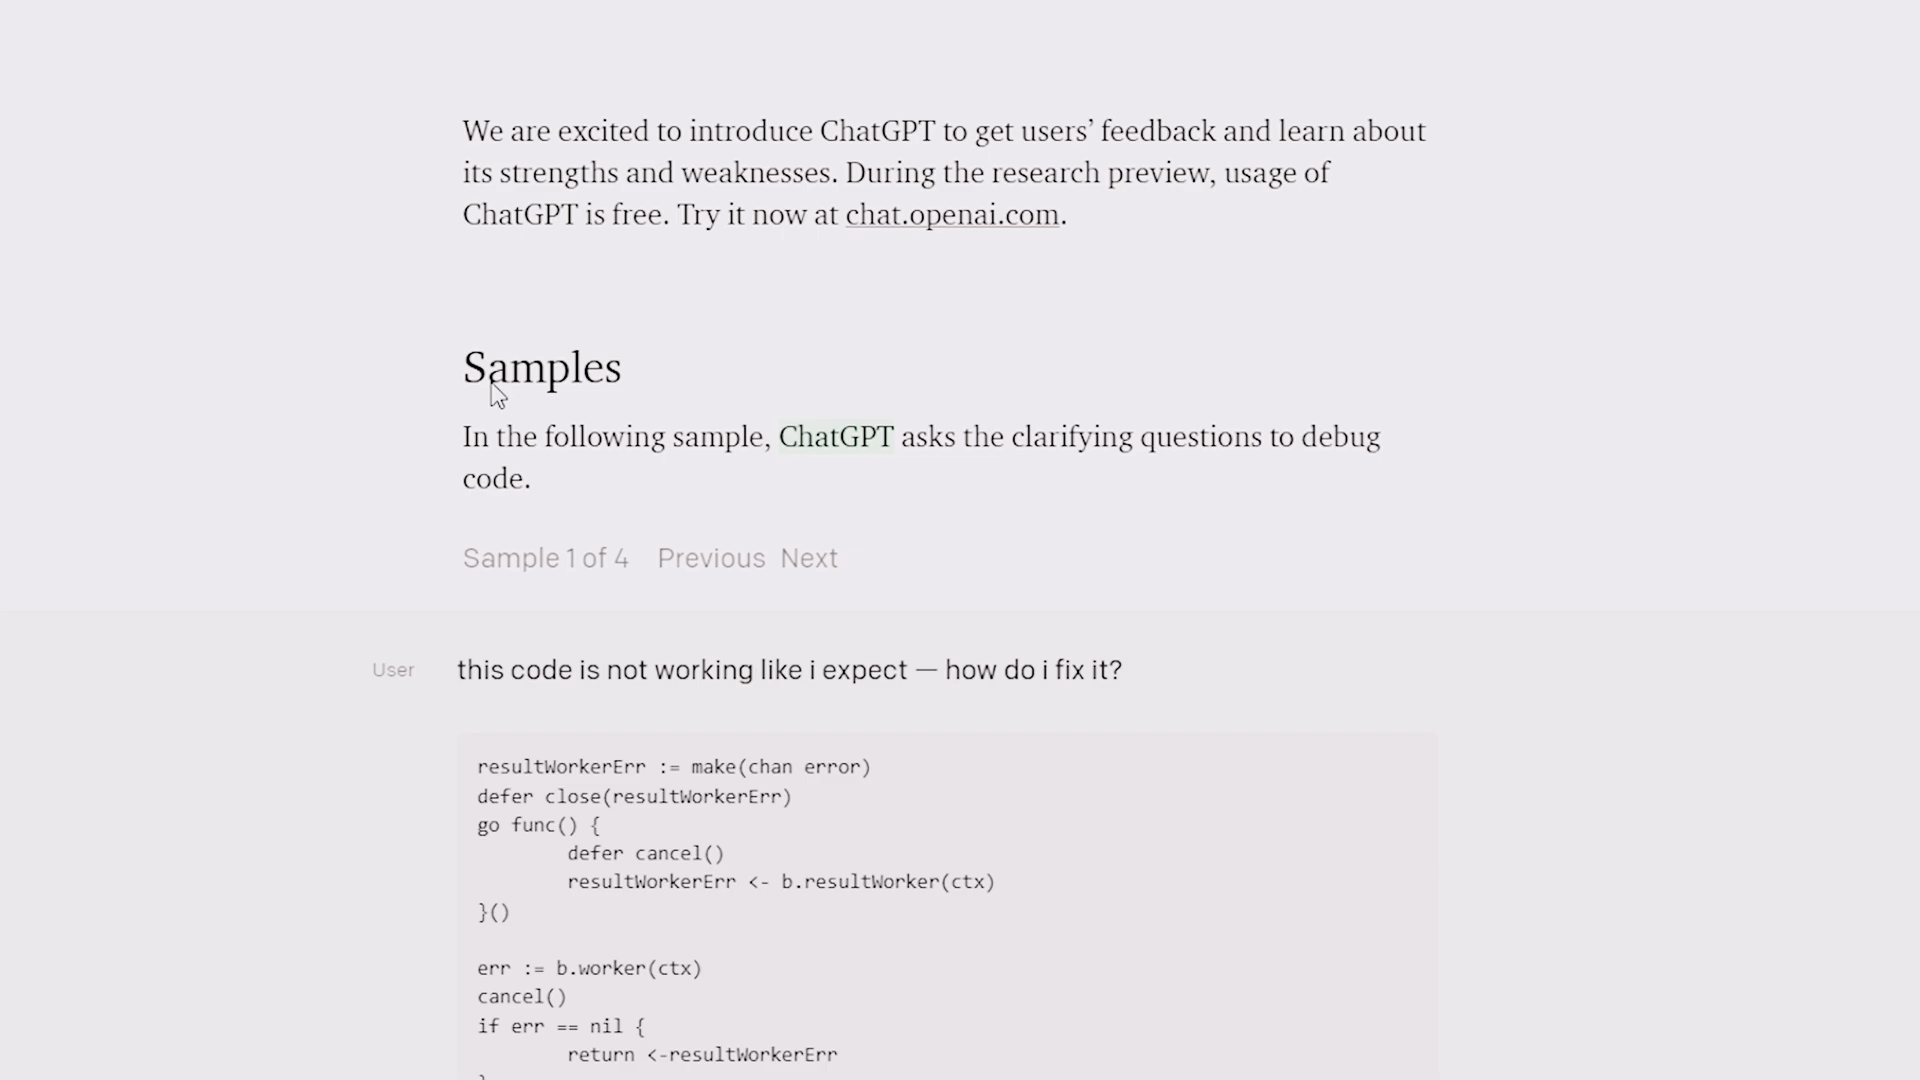 We are excited to introduce ChatGPT to get users’ feedback and learn about
its strengths and weaknesses. During the research preview, usage of
ChatGPT is free. Try it now at chat.openai.com.
Samples
In the following sample, ChatGPT asks the clarifying questions to debug
code.
Sample 1 of 4 Previous Next
User this code is not working like i expect — how do i fix it?
resultWorkerErr := make(chan error)
defer close(resultWorkerErr)
go func() {
defer cancel()
resultWorkerErr <- b.resultWorker(ctx)
}()
err := b.worker(ctx)
cancel()
if err == nil {
return <-resultWorkerErr